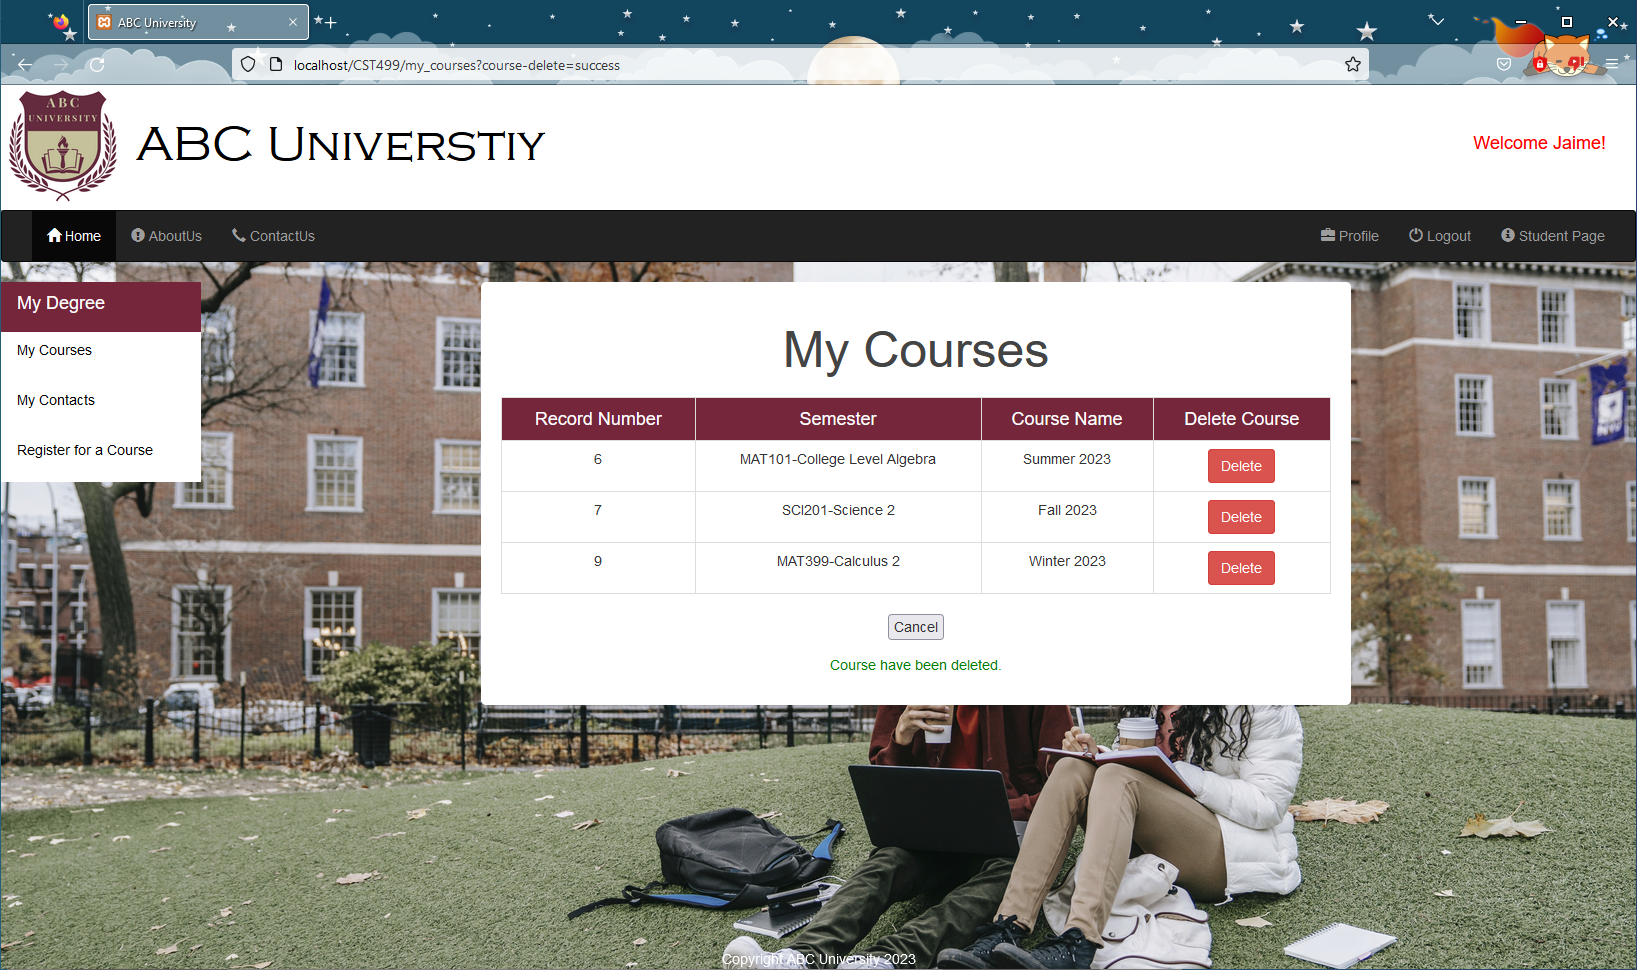 ABC University
localhost/CST499/my_courses?course-delete=success
ABC
UNIVERSITY
ABC Universtiy
Welcome Jaime!
Home AboutUs ContactUs Profile Logout Student Page
My Degree
My Courses
My Contacts
Register for a Course
My Courses
Record Number Semester Course Name Delete Course
6 MAT101-College Level Algebra Summer 2023 Delete
7 SCI201-Science 2 Fall 2023 Delete
9 MAT399-Calculus 2 Winter 2023 Delete
Cancel
Course have been deleted.
Copyright ABC University 2023